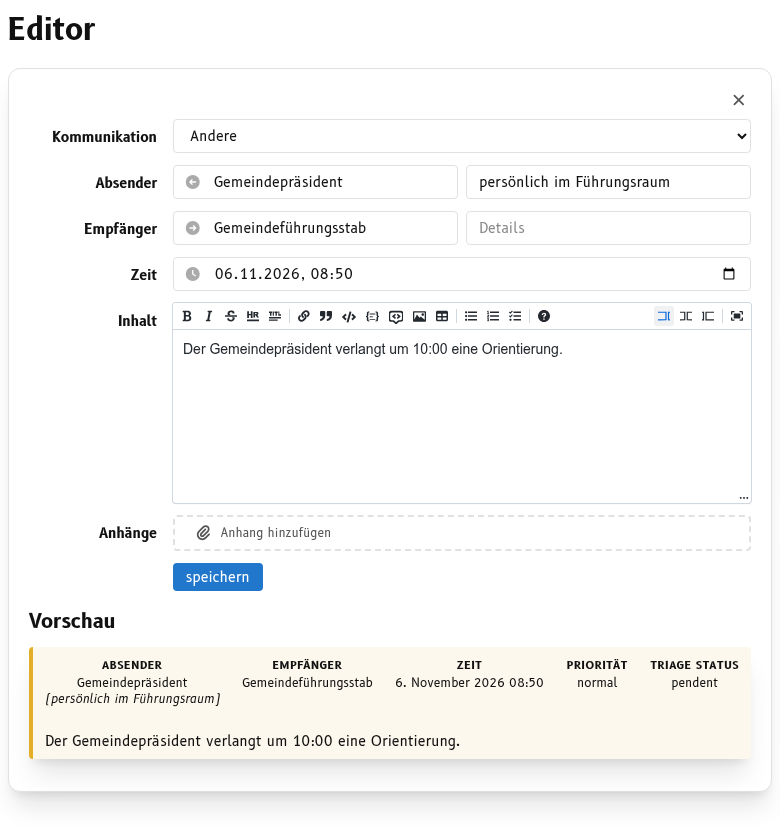 Editor
Kommunikation Andere
Absender Gemeindepräsident persönlich im Führungsraum
Empfänger Gemeindeführungsstab Details
Zeit 06.11.2026, 08:50
Inhalt B I S HR TITL
Der Gemeindepräsident verlangt um 10:00 eine Orientierung.
Anhänge Anhang hinzufügen
speichern
Vorschau
ABSENDER EMPFÄNGER ZEIT PRIORITÄT TRIAGE STATUS
Gemeindepräsident Gemeindeführungsstab 6. November 2026 08:50 normal pendent
[persönlich im Führungsraum]
Der Gemeindepräsident verlangt um 10:00 eine Orientierung.